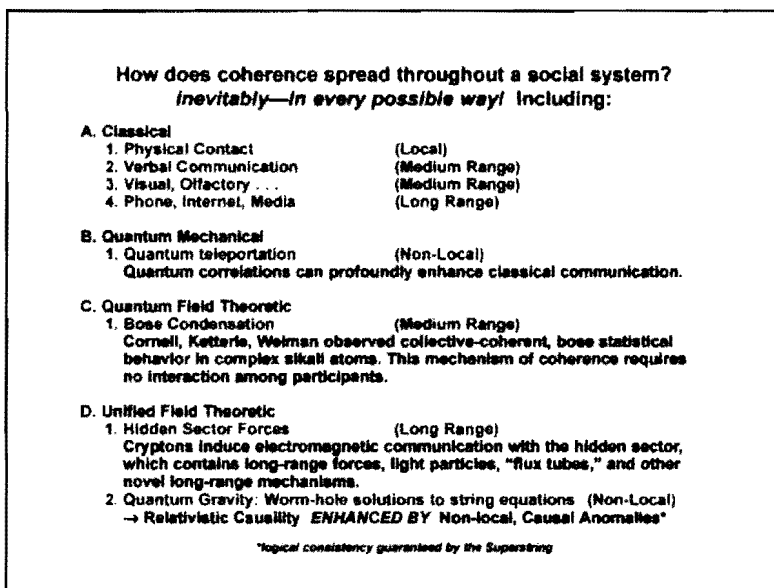 How does coherence spread throughout a social system?
Inevitably—in every possible way! Including:
A. Classical
1. Physical Contact (Local)
2. Verbal Communication (Medium Range)
3. Visual, Olfactory . . . (Medium Range)
4. Phone, Internet, Media (Long Range)
B. Quantum Mechanical
1. Quantum teleportation (Non-Local)
Quantum correlations can profoundly enhance classical communication.
C. Quantum Field Theoretic
1. Bose Condensation (Medium Range)
Cornell, Ketterle, Weiman observed collective-coherent, bose statistical
behavior in complex alkali atoms. This mechanism of coherence requires
no interaction among participants.
D. Unified Field Theoretic
1. Hidden Sector Forces (Long Range)
Cryptons induce electromagnetic communication with the hidden sector,
which contains long-range forces, light particles, "flux tubes," and other
novel long-range mechanisms.
2. Quantum Gravity: Worm-hole solutions to string equations (Non-Local)
→ Relativistic Causility ENHANCED BY Non-local, Causal Anomalies*
*logical consistency guaranteed by the Superstring